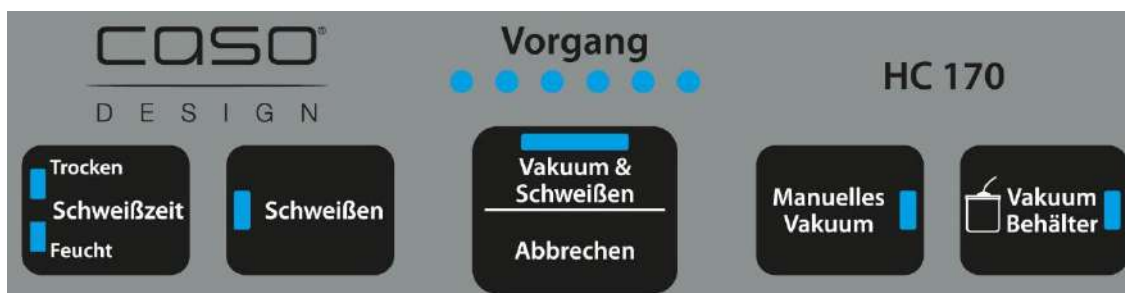 caso®
DESIGN
Vorgang
HC 170
Trocken
Schweißzeit
Feucht
Schweißen
Vakuum &
Schweißen
Abbrechen
Manuelles
Vakuum
Vakuum
Behälter